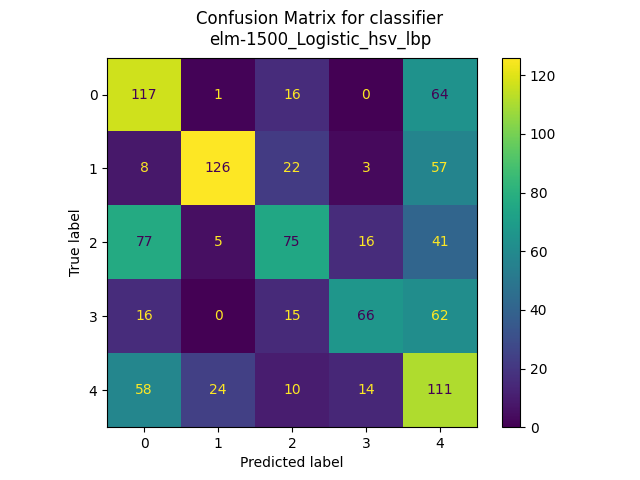 Confusion Matrix for classifier
elm-1500_Logistic_hsv_lbp
0 117 1 16 0 64
1 8 126 22 3 57
2 77 5 75 16 41
3 16 0 15 66 62
4 58 24 10 14 111
0 1 2 3 4
True label
Predicted label
120
100
80
60
40
20
0